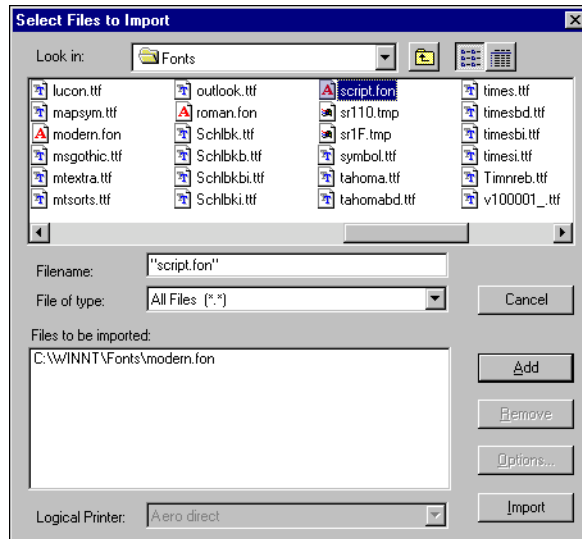 Select Files to Import
Look in: Fonts
lucon.ttf outlook.ttf script.fon times.ttf
mapsym.ttf roman.fon sr110.tmp timesbd.ttf
modern.fon Schlbk.ttf sr1F.tmp timesbi.ttf
msgothic.ttf Schlbkb.ttf symbol.ttf timesi.ttf
mtextra.ttf Schlbkbi.ttf tahoma.ttf Timnreb.ttf
mtsorts.ttf Schlbki.ttf tahomabd.ttf v100001_.ttf
Filename: "script.fon"
File of type: All Files (*.*) Cancel
Files to be imported:
C:\WINNT\Fonts\modern.fon
Add
Remove
Options...
Logical Printer: Aero direct Import